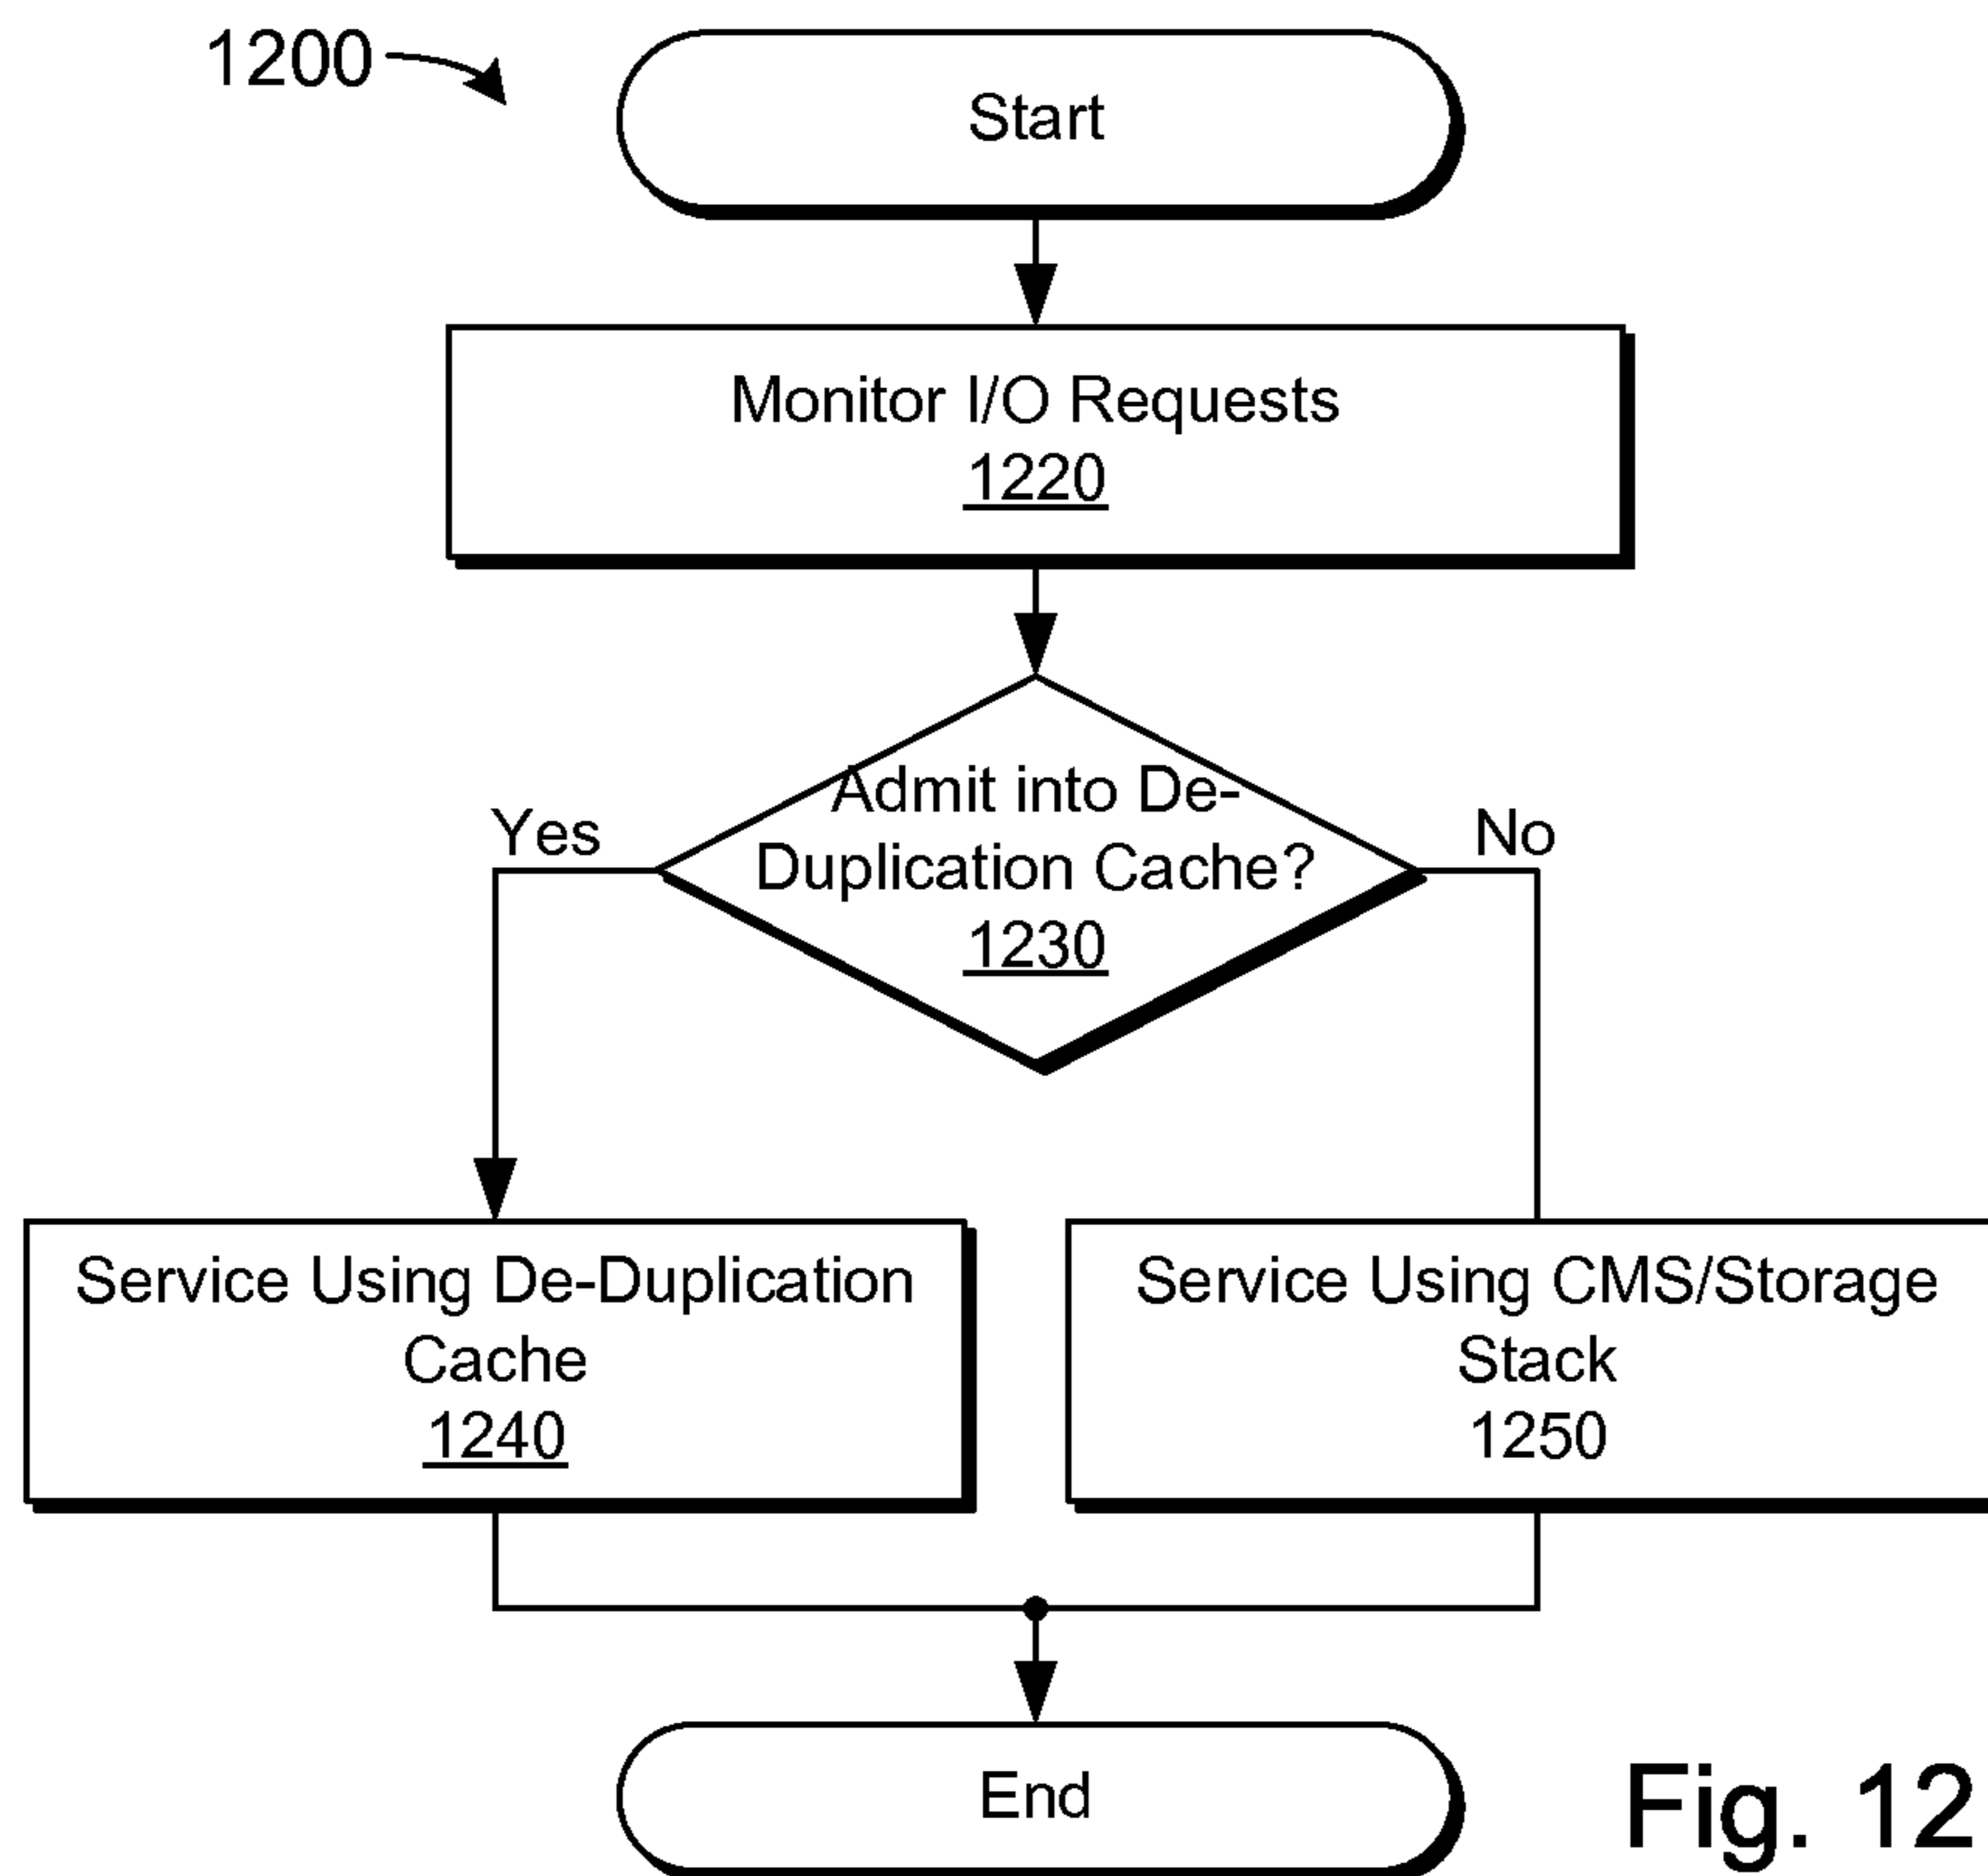 1200
Start
Monitor I/O Requests
1220
Admit into De-
Duplication Cache?
1230
Yes
No
Service Using De-Duplication
Cache
1240
Service Using CMS/Storage
Stack
1250
End
Fig. 12